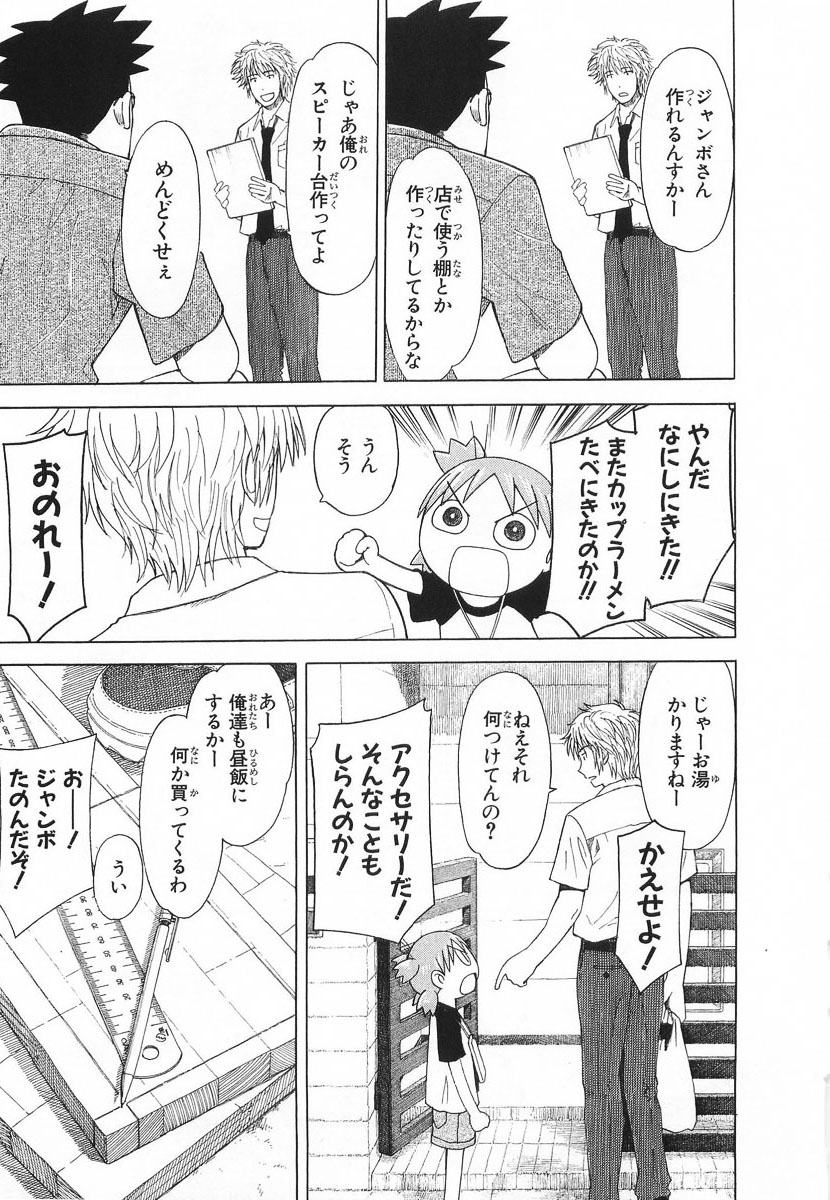 ジャンボさん
作れるんすかー
店で使う棚とか
作ったりしてるからな
じゃあ俺の
スピーカー台作ってよ
めんどくせぇ
やんだ
なにしにきた!!
またカップラーメン
たべにきたのか!!
うん
そう
おのれー!
じゃーお湯
かりますねー
かえせよ!
ねえそれ
何つけてんの?
アクセサリーだ!
そんなことも
しらんのか!
あー
俺達も昼飯に
するかー
何か買ってくるわ
うい
おー!
ジャンボ
たのんだぞ!